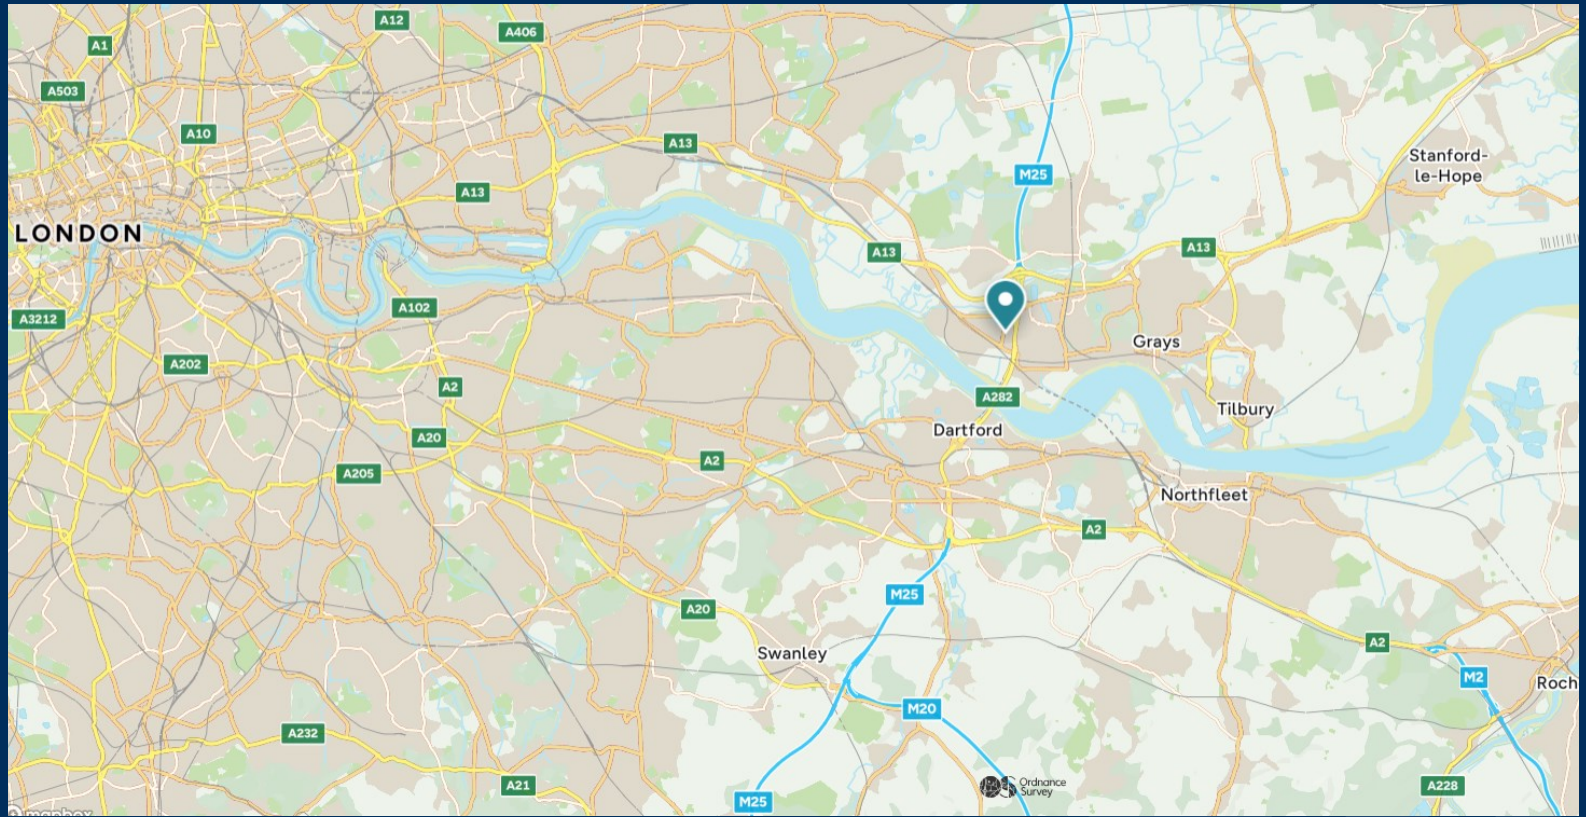 A12
A406
A1
A503
A10
A13
Stanford-
le-Hope
M25
A13
LONDON
A13
A13
A102
A3212
Grays
A202
A2
A282
Tilbury
Dartford
A20
A2
A205
Northfleet
A2
M25
A20
A2
Swanley
M2
Roch
M20
A232
Ordnance
Survey
A21
A228
M25
mapbox